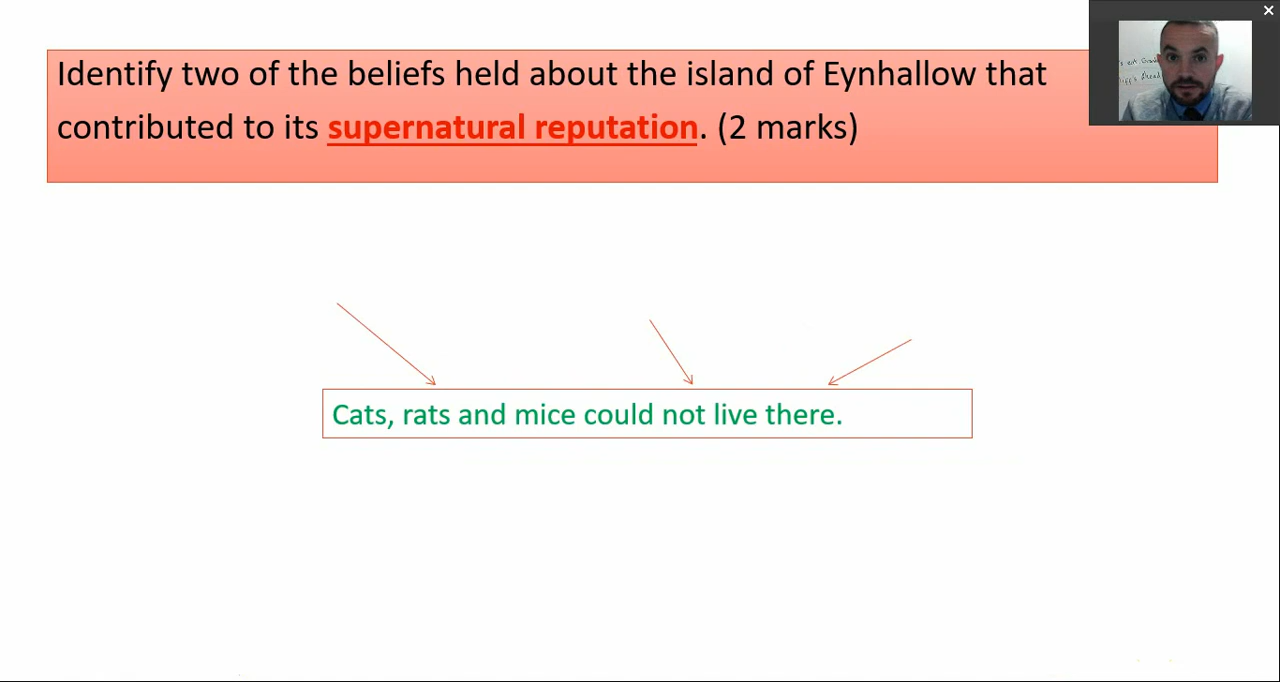 Identify two of the beliefs held about the island of Eynhallow that
contributed to its supernatural reputation. (2 marks)
Cats, rats and mice could not live there.